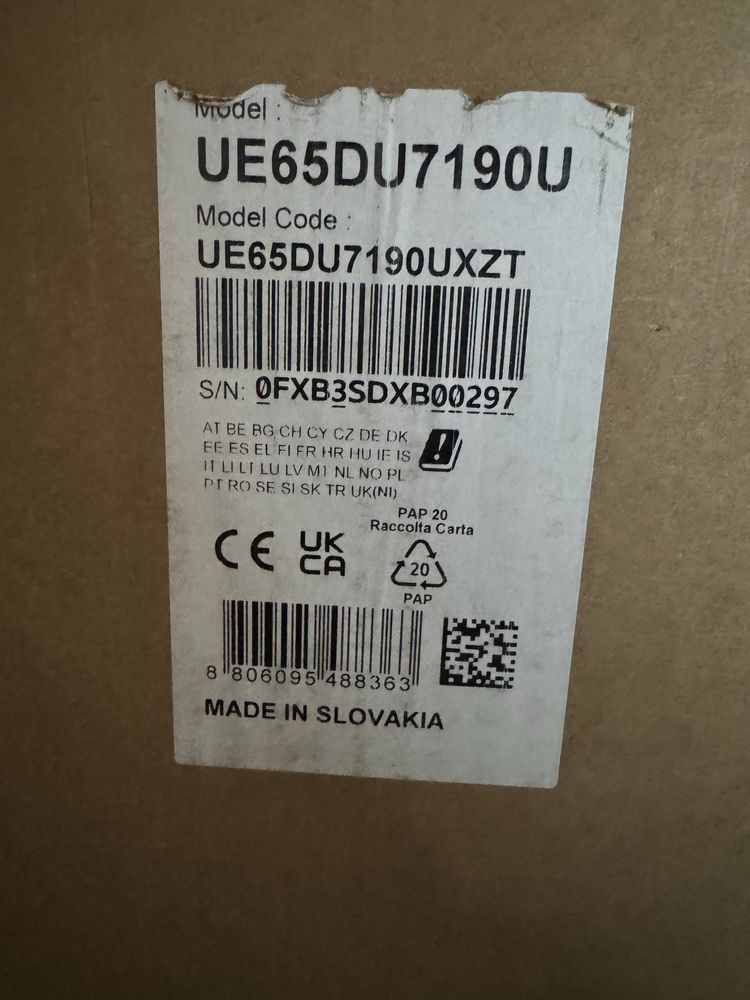 Model :
UE65DU7190U
Model Code :
UE65DU7190UXZT
S/N: 0FXB3SDXB00297
AT BE BG CH CY CZ DE DK
EE ES EL FI FR HR HU IE IS
IT LI LT LU LV MT NL NO PL
PT RO SE SI SK TR UK(NI)
PAP 20
Raccolta Carta
CE UK
CA
20
PAP
8 806095 488363
MADE IN SLOVAKIA